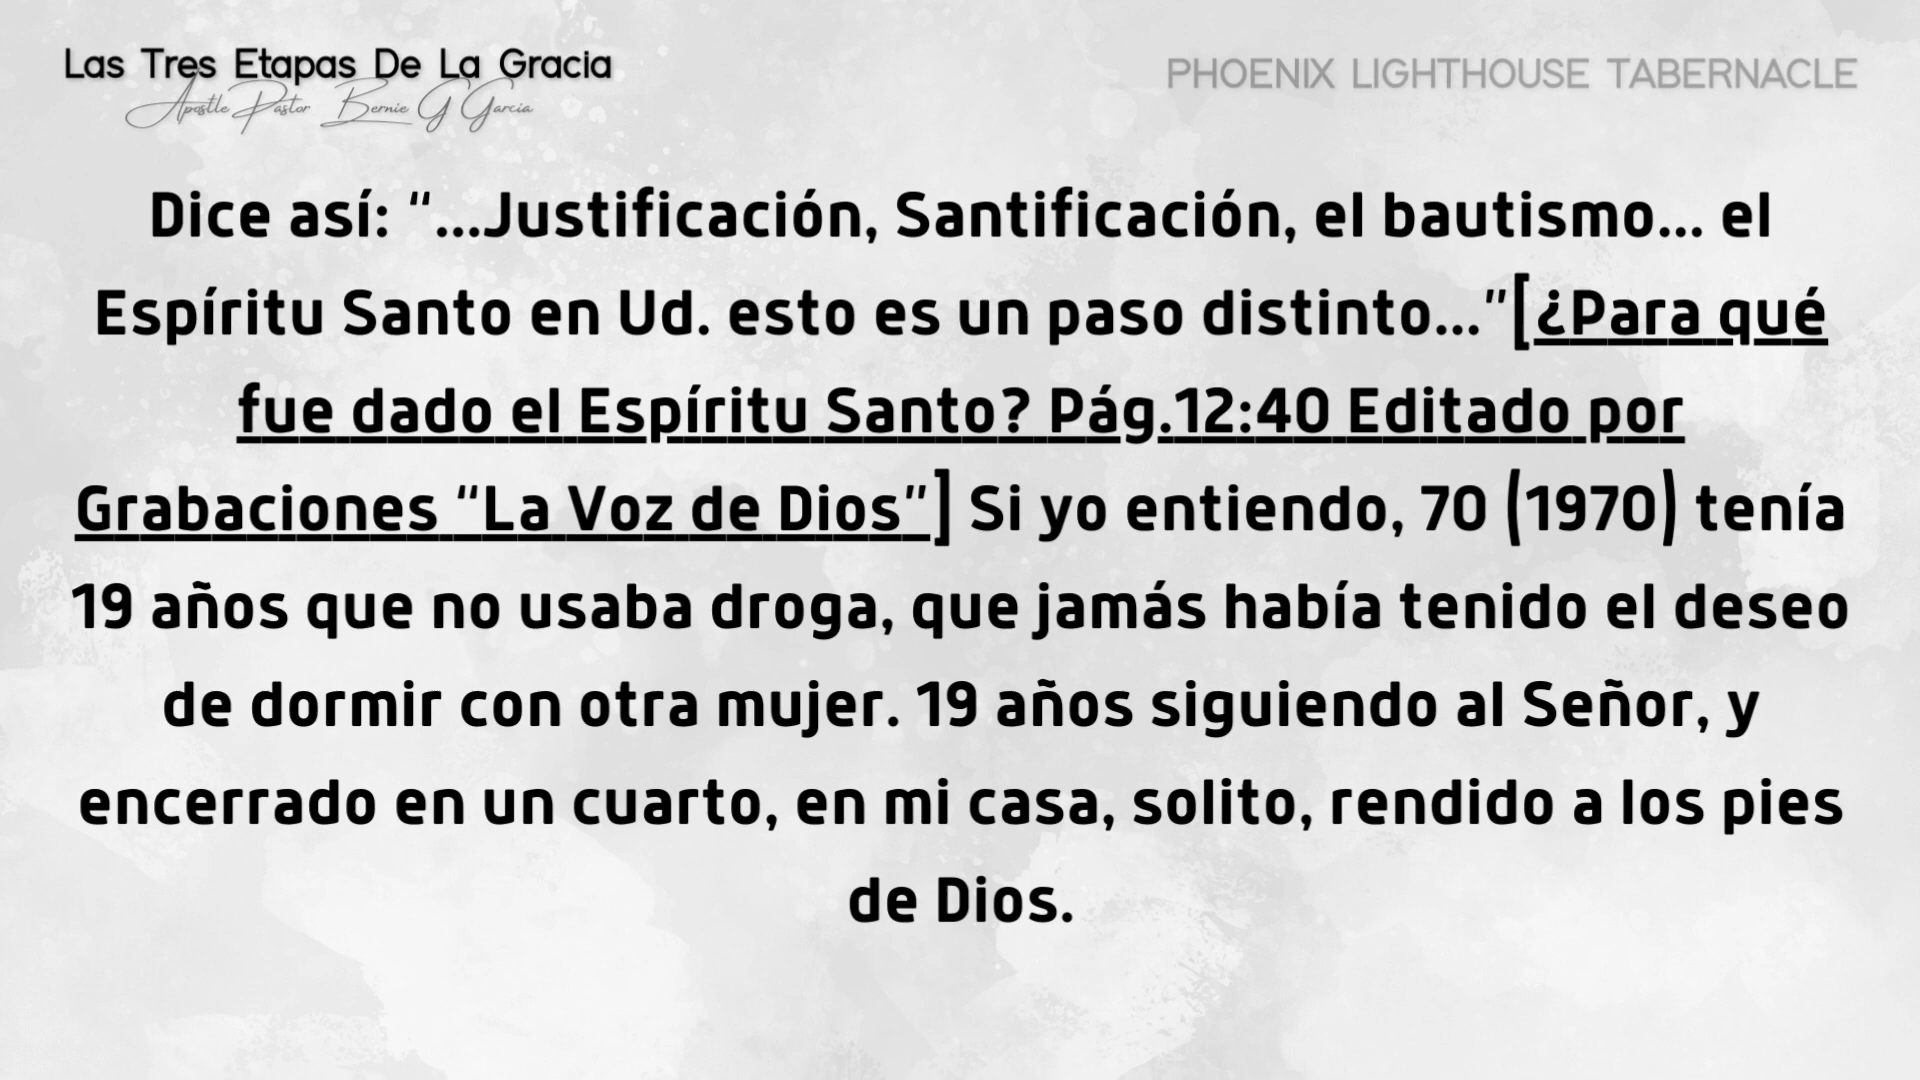 Las Tres Etapas De La Gracia
Apostle Pastor Bernie G Garcia
PHOENIX LIGHTHOUSE TABERNACLE
Dice así: “...Justificación, Santificación, el bautismo... el
Espíritu Santo en Ud. esto es un paso distinto...”[¿Para qué
fue dado el Espíritu Santo? Pág.12:40 Editado por
Grabaciones “La Voz de Dios”] Si yo entiendo, 70 (1970) tenía
19 años que no usaba droga, que jamás había tenido el deseo
de dormir con otra mujer. 19 años siguiendo al Señor, y
encerrado en un cuarto, en mi casa, solito, rendido a los pies
de Dios.